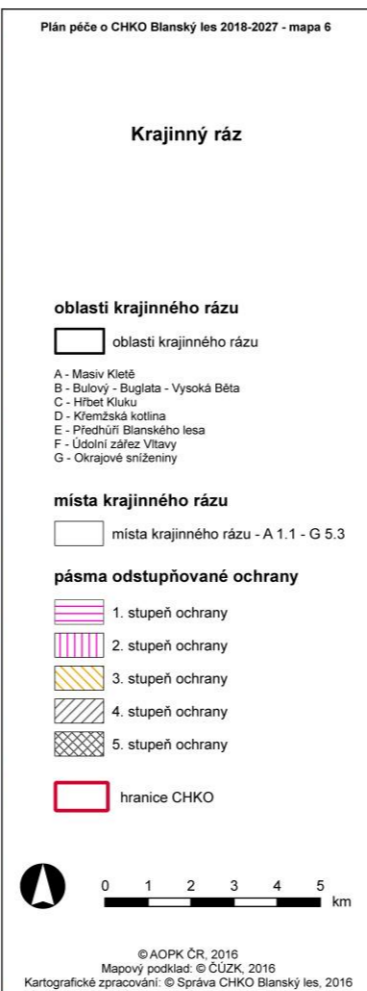 Plán péče o CHKO Blanský les 2018-2027 - mapa 6
Krajinný ráz
oblasti krajinného rázu
oblasti krajinného rázu
A - Masiv Kletě
B - Bulový - Buglata - Vysoká Běta
C - Hřbet Kluku
D - Křemžská kotlina
E - Předhůří Blanského lesa
F - Údolní zářez Vltavy
G - Okrajové sníženiny
místa krajinného rázu
místa krajinného rázu - A 1.1 - G 5.3
pásma odstupňované ochrany
1. stupeň ochrany
2. stupeň ochrany
3. stupeň ochrany
4. stupeň ochrany
5. stupeň ochrany
hranice CHKO
0 1 2 3 4 5
km
© AOPK ČR, 2016
Mapový podklad: © ČÚZK, 2016
Kartografické zpracování: © Správa CHKO Blanský les, 2016